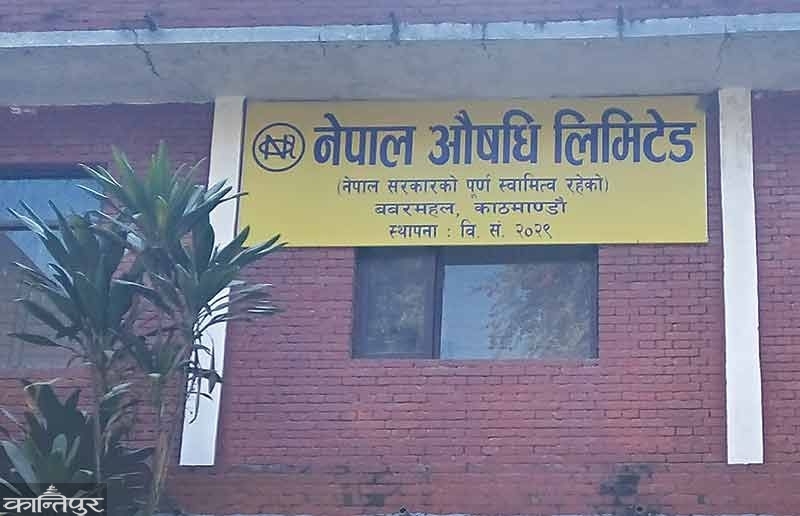 नेपाल औषधि लिमिटेड
(नेपाल सरकारको पूर्ण स्वामित्व रहेको)
बबरमहल, काठमाण्डौ
स्थापना : वि. सं. २०२९
कान्तिपुर